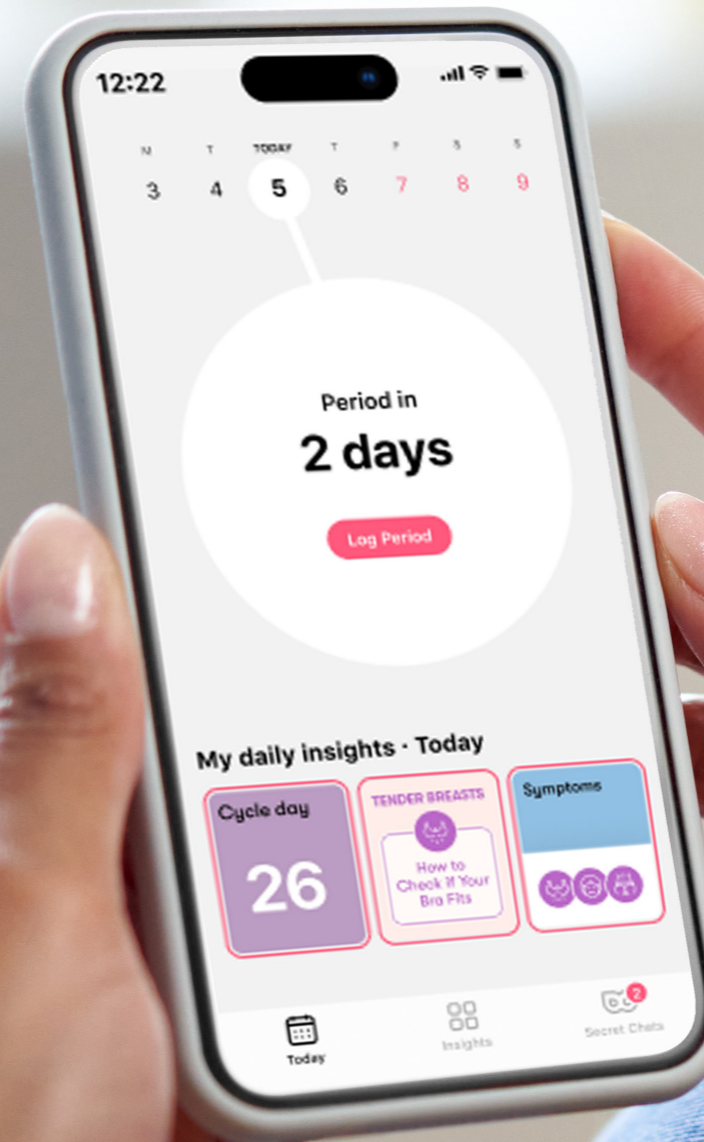 12:22
M T TODAY T F S S
3 4 5 6 7 8 9
Period in
2 days
Log Period
My daily insights · Today
Cycle day
26
TENDER BREASTS
How to
Check if Your
Bra Fits
Symptoms
2
Today
Insights
Secret Chats